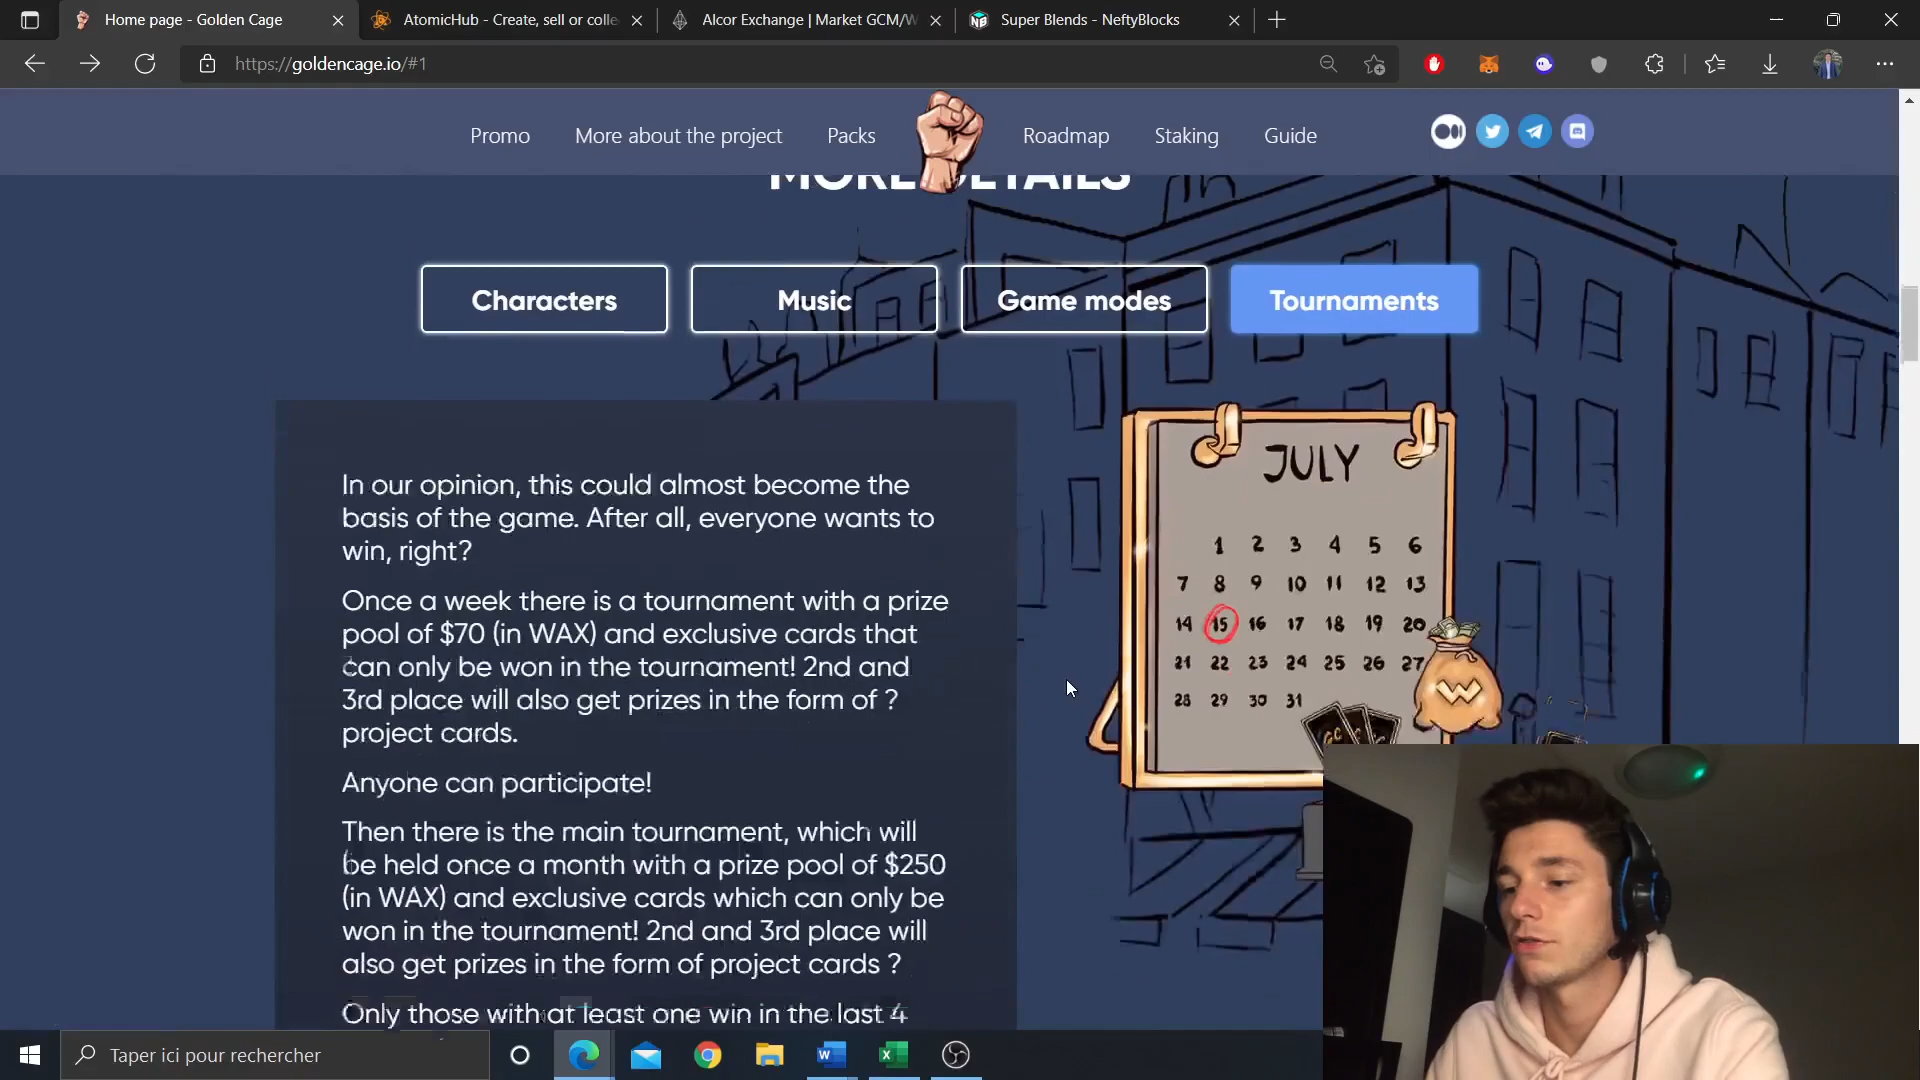 Home page - Golden Cage
AtomicHub - Create, sell or colle
Alcor Exchange | Market GCM/W
NB
Super Blends - NeftyBlocks
https://goldencage.io/#1
Promo
More about the project
Packs
Roadmap
Staking
Guide
MORE DETAILS
Characters
Music
Game modes
Tournaments
In our opinion, this could almost become the
basis of the game. After all, everyone wants to
win, right?
Once a week there is a tournament with a prize
pool of $70 (in WAX) and exclusive cards that
can only be won in the tournament! 2nd and
3rd place will also get prizes in the form of ?
project cards.
Anyone can participate!
Then there is the main tournament, which will
be held once a month with a prize pool of $250
(in WAX) and exclusive cards which can only be
won in the tournament! 2nd and 3rd place will
also get prizes in the form of project cards ?
Only those with at least one win in the last 4
JULY
1 2 3 4 5 6
7 8 9 10 11 12 13
14 15 16 17 18 19 20
21 22 23 24 25 26 27
28 29 30 31
W
GC
Taper ici pour rechercher